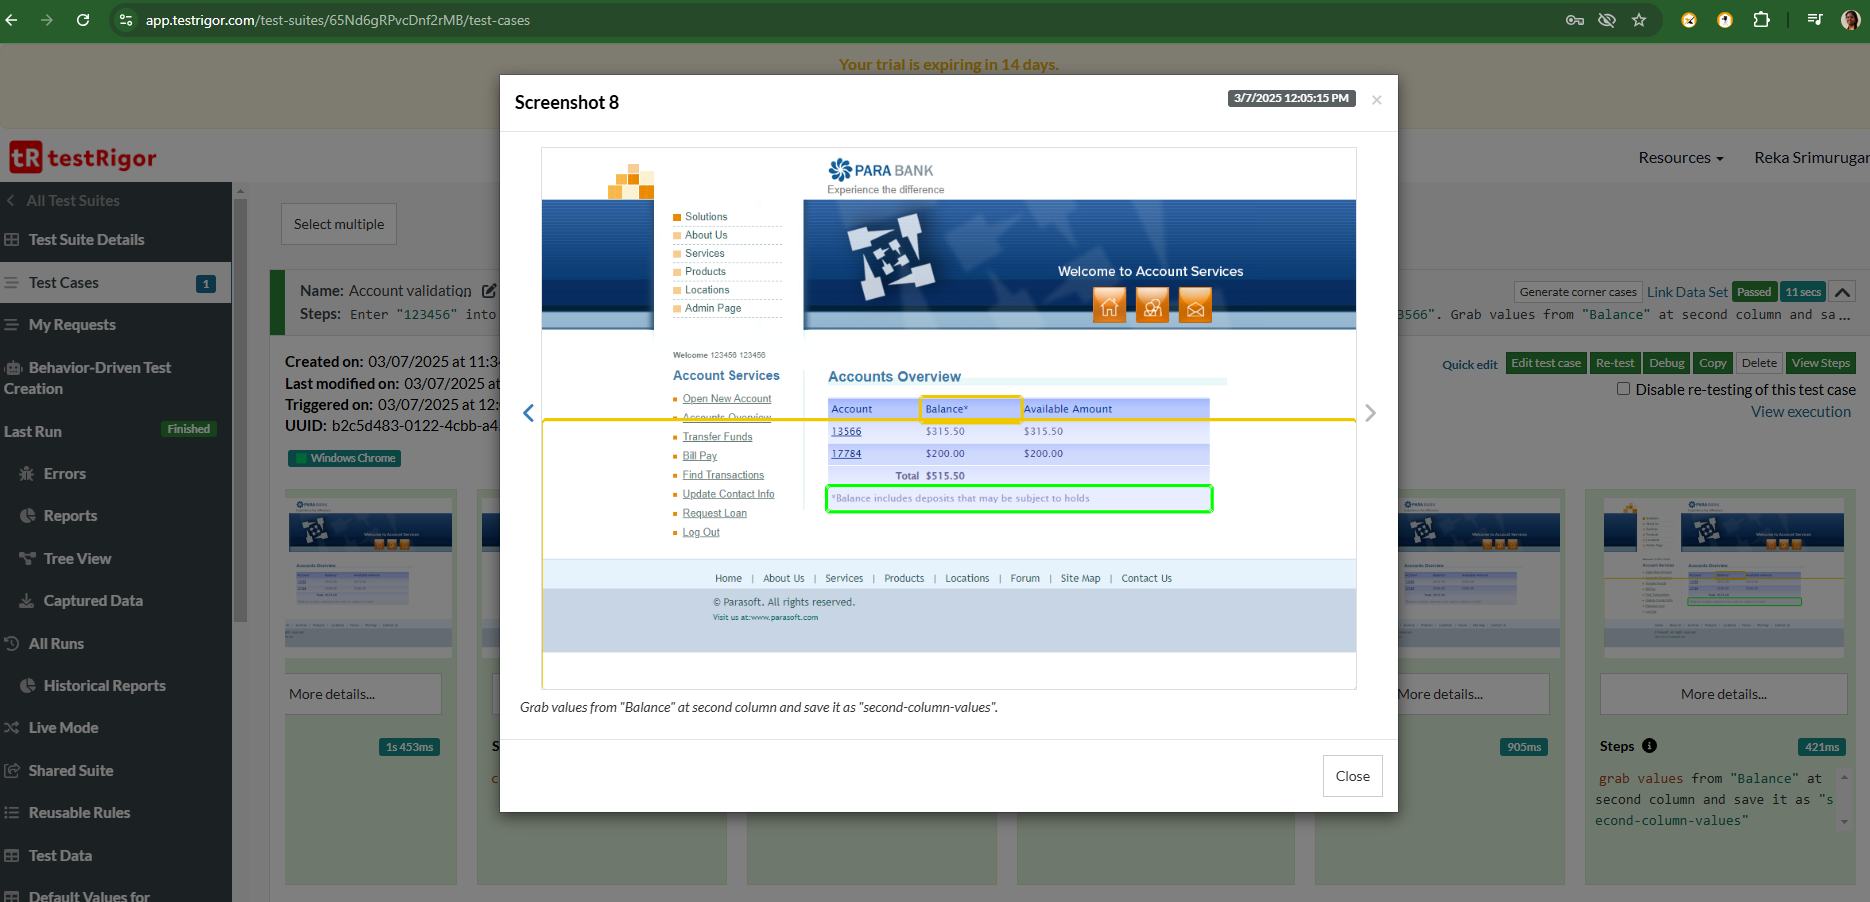 app.testrigor.com/test-suites/65Nd6gRPvcDnf2rMB/test-cases
Your trial is expiring in 14 days.
tR testRigor
Resources
Reka Srimurugan
All Test Suites
Test Suite Details
Test Cases 1
My Requests
Behavior-Driven Test
Creation
Last Run Finished
Errors
Reports
Tree View
Captured Data
All Runs
Historical Reports
Live Mode
Shared Suite
Reusable Rules
Test Data
Default Values for
Select multiple
Name: Account validation
Steps: Enter "123456" into
Generate corner cases Link Data Set Passed 11 secs
3566". Grab values from "Balance" at second column and sa ...
Created on: 03/07/2025 at 11:34
Last modified on: 03/07/2025 at
Triggered on: 03/07/2025 at 12:
UUID: b2c5d483-0122-4cbb-a4
Windows Chrome
Quick edit Edit test case Re-test Debug Copy Delete View Steps
Disable re-testing of this test case
View execution
Screenshot 8
3/7/2025 12:05:15 PM
×
PARA BANK
Experience the difference
Solutions
About Us
Services
Products
Locations
Admin Page
Welcome to Account Services
Welcome 123456 123456
Account Services
Open New Account
Accounts Overview
Transfer Funds
Bill Pay
Find Transactions
Update Contact Info
Request Loan
Log Out
Accounts Overview
Account Balance* Available Amount
13566 $315.50 $315.50
17784 $200.00 $200.00
Total $515.50
*Balance includes deposits that may be subject to holds
Home | About Us | Services | Products | Locations | Forum | Site Map | Contact Us
© Parasoft. All rights reserved.
Visit us at:www.parasoft.com
Grab values from "Balance" at second column and save it as "second-column-values".
Close
More details...
1s 453ms
More details...
905ms
More details...
Steps 421ms
grab values from "Balance" at
second column and save it as "s
econd-column-values"